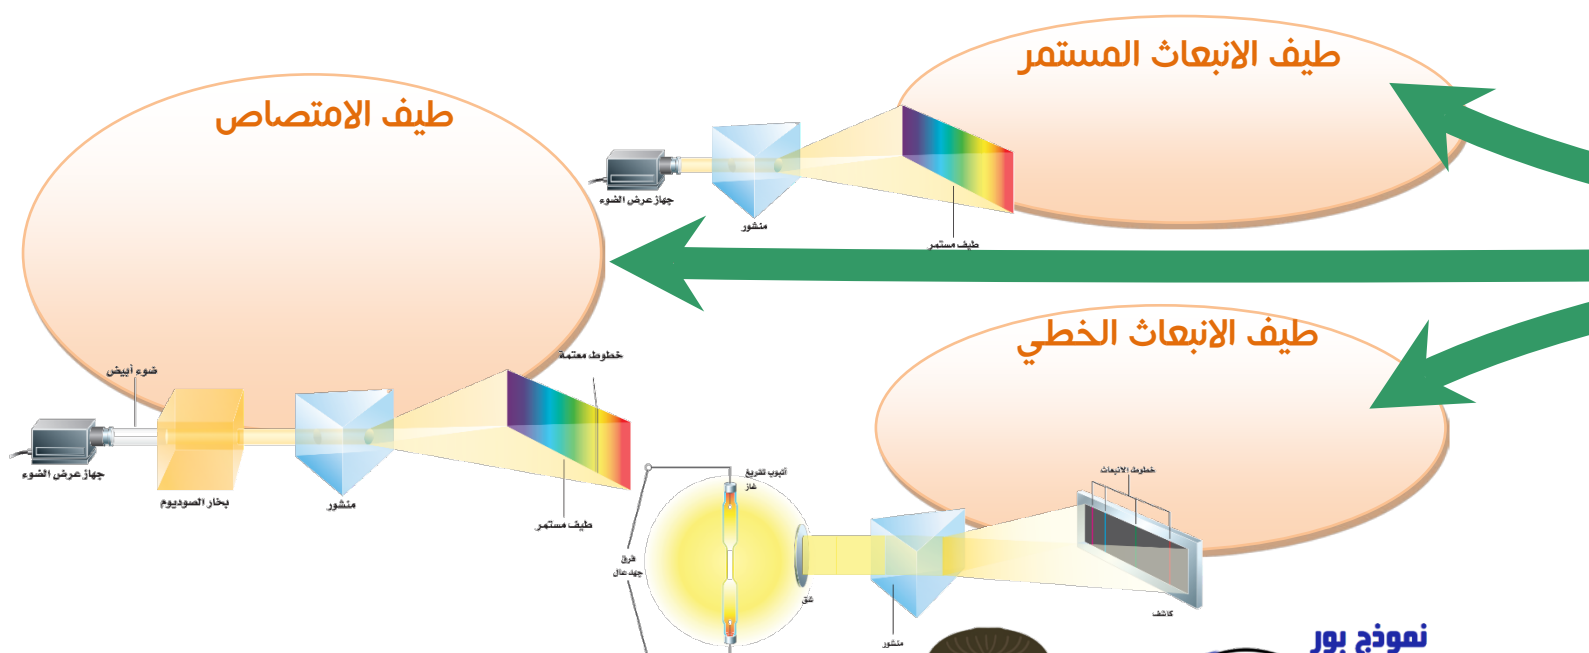 طيف الانبعاث المستمر
جهاز عرض الضوء
منشور
طيف مستمر
طيف الامتصاص
خطوط معتمة
ضوء أبيض
جهاز عرض الضوء
بخار الصوديوم
منشور
طيف مستمر
طيف الانبعاث الخطي
خطوط الانبعاث
أنبوب تفريغ
غاز
فرق
جهد عال
شق
منشور
كاشف
نموذج بور